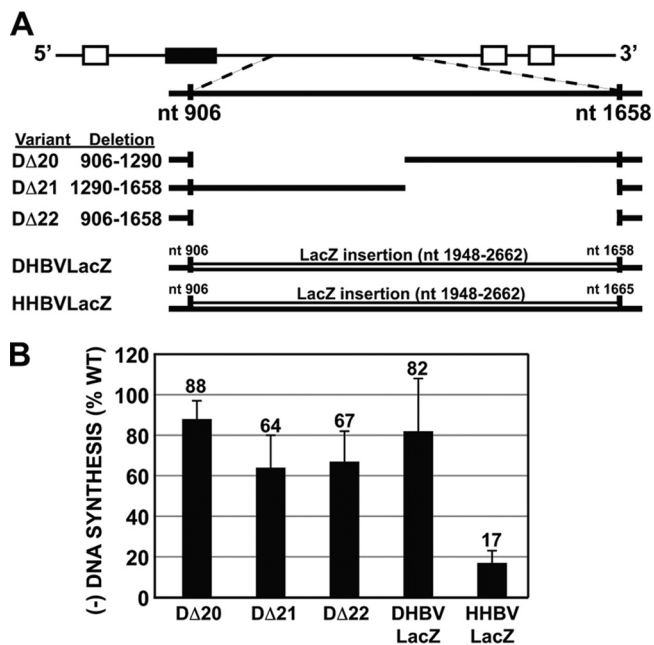 A
5’ 3’
nt 906 nt 1658
Variant Deletion
DΔ20 906-1290
DΔ21 1290-1658
DΔ22 906-1658
nt 906 LacZ insertion (nt 1948-2662) nt 1658
DHBVLacZ
nt 906 LacZ insertion (nt 1948-2662) nt 1665
HHBVLacZ
B
(-) DNA SYNTHESIS (% WT)
120
100
80
60
40
20
0
88
64
67
82
17
DΔ20 DΔ21 DΔ22 DHBV HHBV
LacZ LacZ